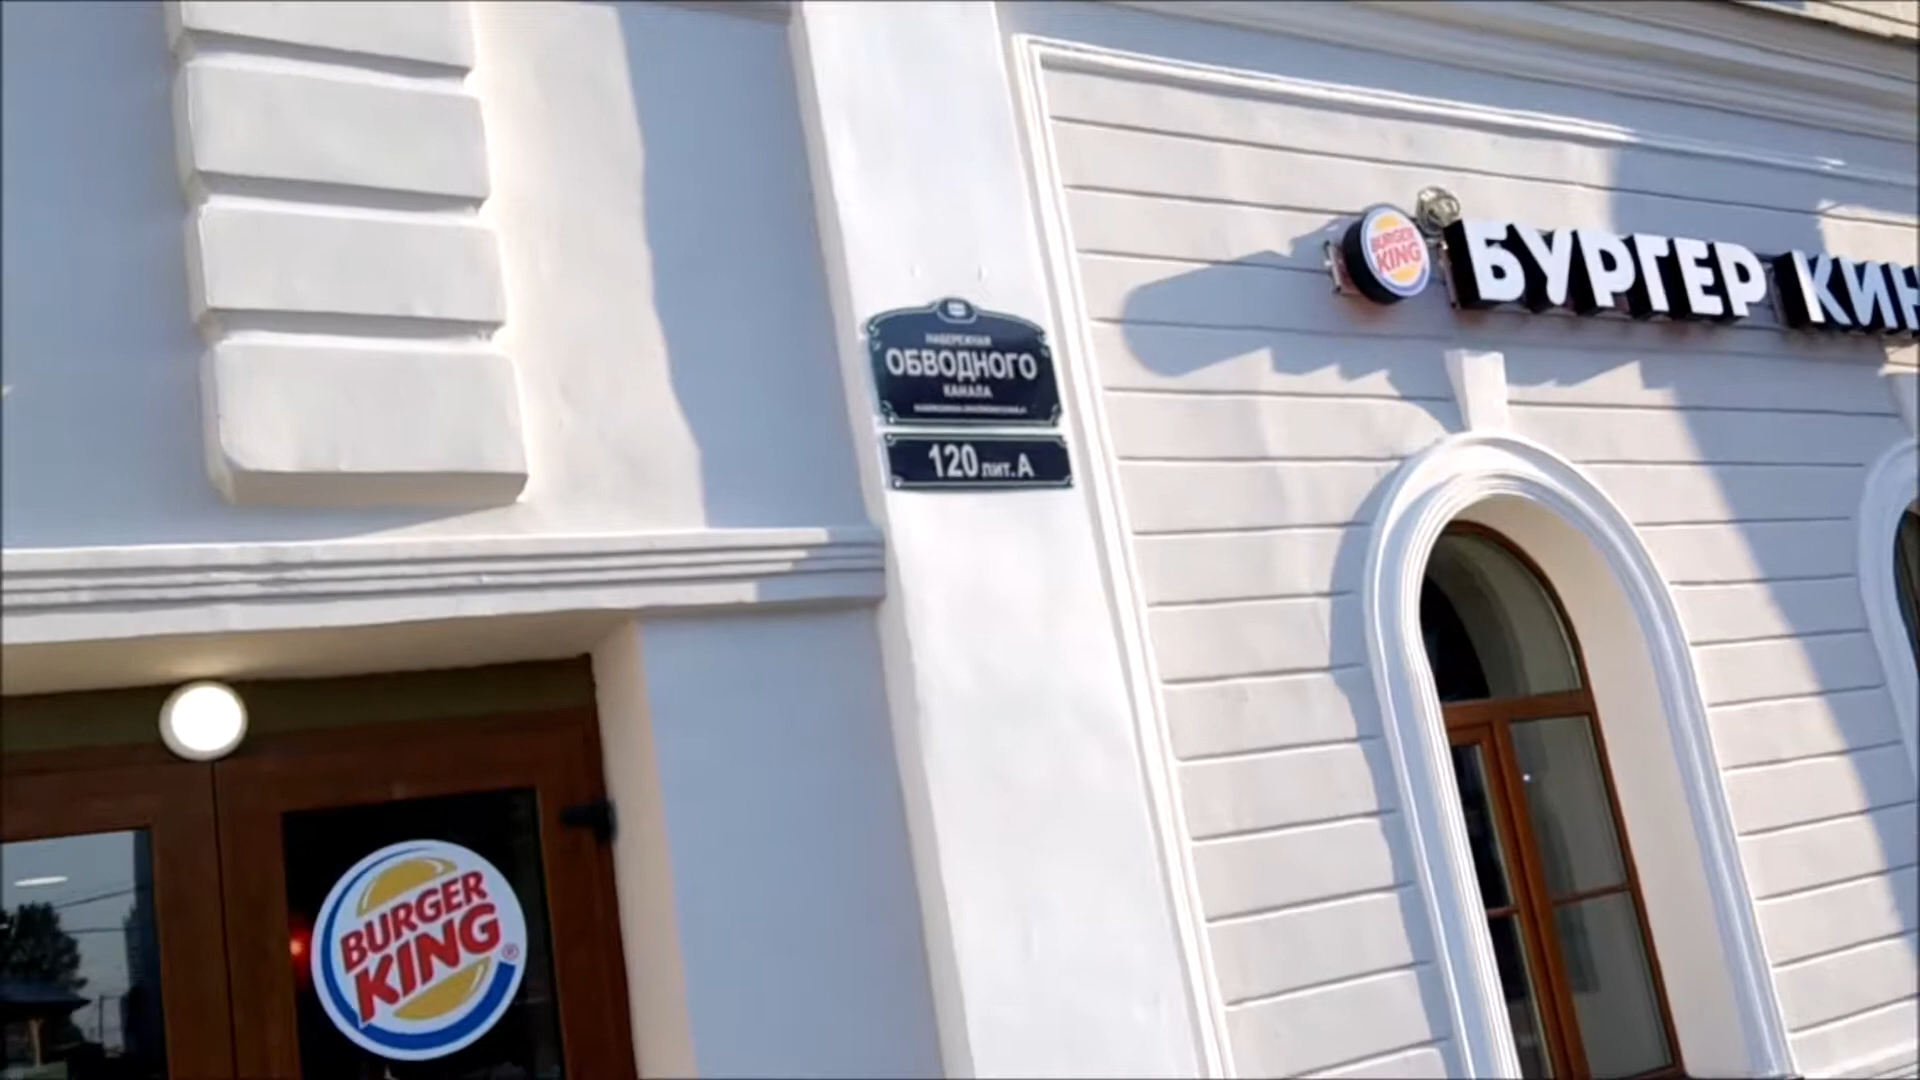 НАБЕРЕЖНАЯ
ОБВОДНОГО
КАНАЛА
120 лит. А
BURGER
KING
БУРГЕР КИН
BURGER
KING
®